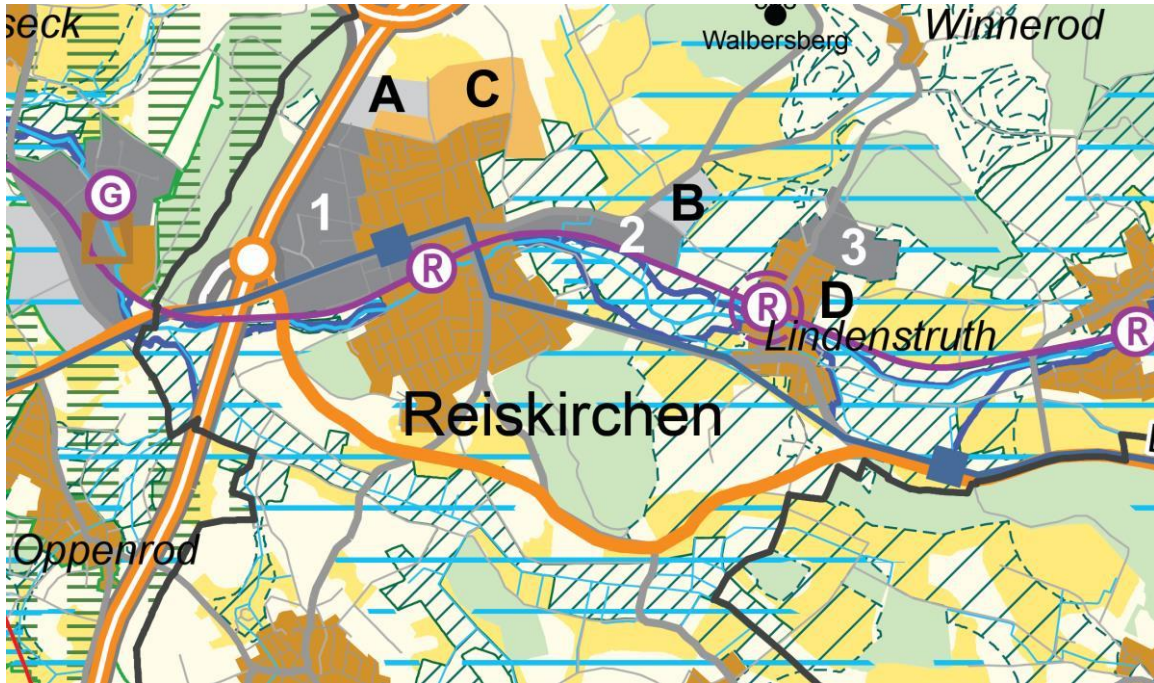 seck
Winnerod
Walbersberg
A
C
G
1
B
2
3
R
R
D
R
Lindenstruth
Reiskirchen
Oppenrod